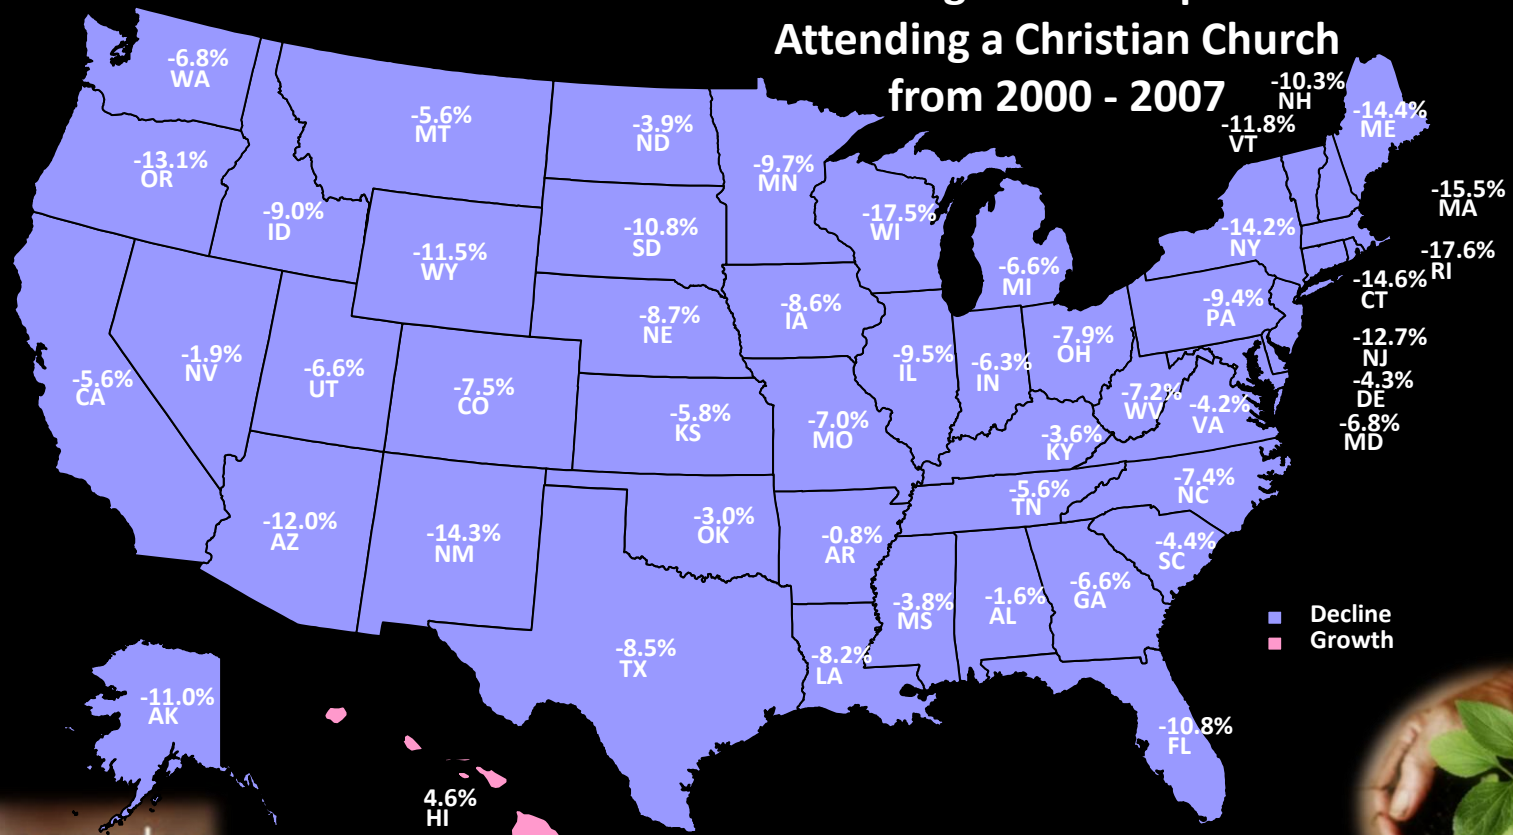 Attending a Christian Church
from 2000 - 2007
-6.8%
WA
-5.6%
MT
-3.9%
ND
-9.7%
MN
-10.3%
NH
-11.8%
VT
-14.4%
ME
-13.1%
OR
-9.0%
ID
-11.5%
WY
-10.8%
SD
-17.5%
WI
-6.6%
MI
-14.2%
NY
-15.5%
MA
-17.6%
RI
-14.6%
CT
-5.6%
CA
-1.9%
NV
-6.6%
UT
-7.5%
CO
-8.7%
NE
-8.6%
IA
-9.5%
IL
-6.3%
IN
-7.9%
OH
-9.4%
PA
-12.7%
NJ
-4.3%
DE
-6.8%
MD
-5.8%
KS
-7.0%
MO
-3.6%
KY
-7.2%
WV
-4.2%
VA
-12.0%
AZ
-14.3%
NM
-3.0%
OK
-0.8%
AR
-5.6%
TN
-7.4%
NC
-4.4%
SC
-8.5%
TX
-8.2%
LA
-3.8%
MS
-1.6%
AL
-6.6%
GA
-10.8%
FL
-11.0%
AK
4.6%
HI
Decline
Growth